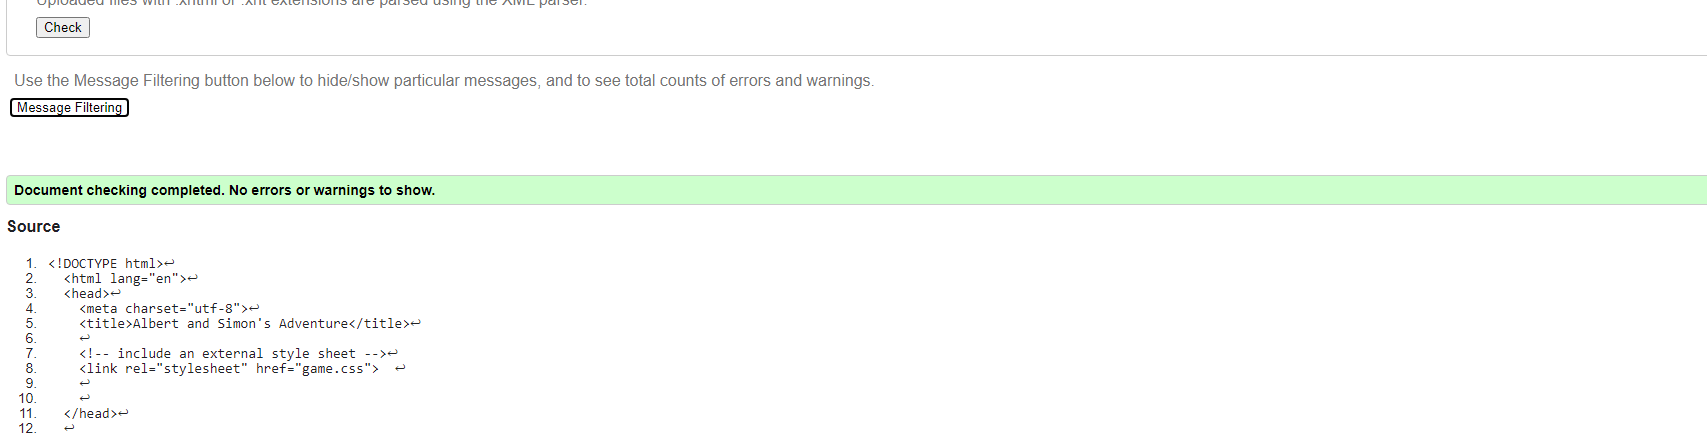 Uploaded files with .xhtml or .xht extensions are parsed using the XML parser.
Check
Use the Message Filtering button below to hide/show particular messages, and to see total counts of errors and warnings.
Message Filtering
Document checking completed. No errors or warnings to show.
Source
1. <!DOCTYPE html>↩
2. <html lang="en">↩
3. <head>↩
4. <meta charset="utf-8">↩
5. <title>Albert and Simon's Adventure</title>↩
6. ↩
7. <!-- include an external style sheet -->↩
8. <link rel="stylesheet" href="game.css"> ↩
9. ↩
10. ↩
11. </head>↩
12. ↩